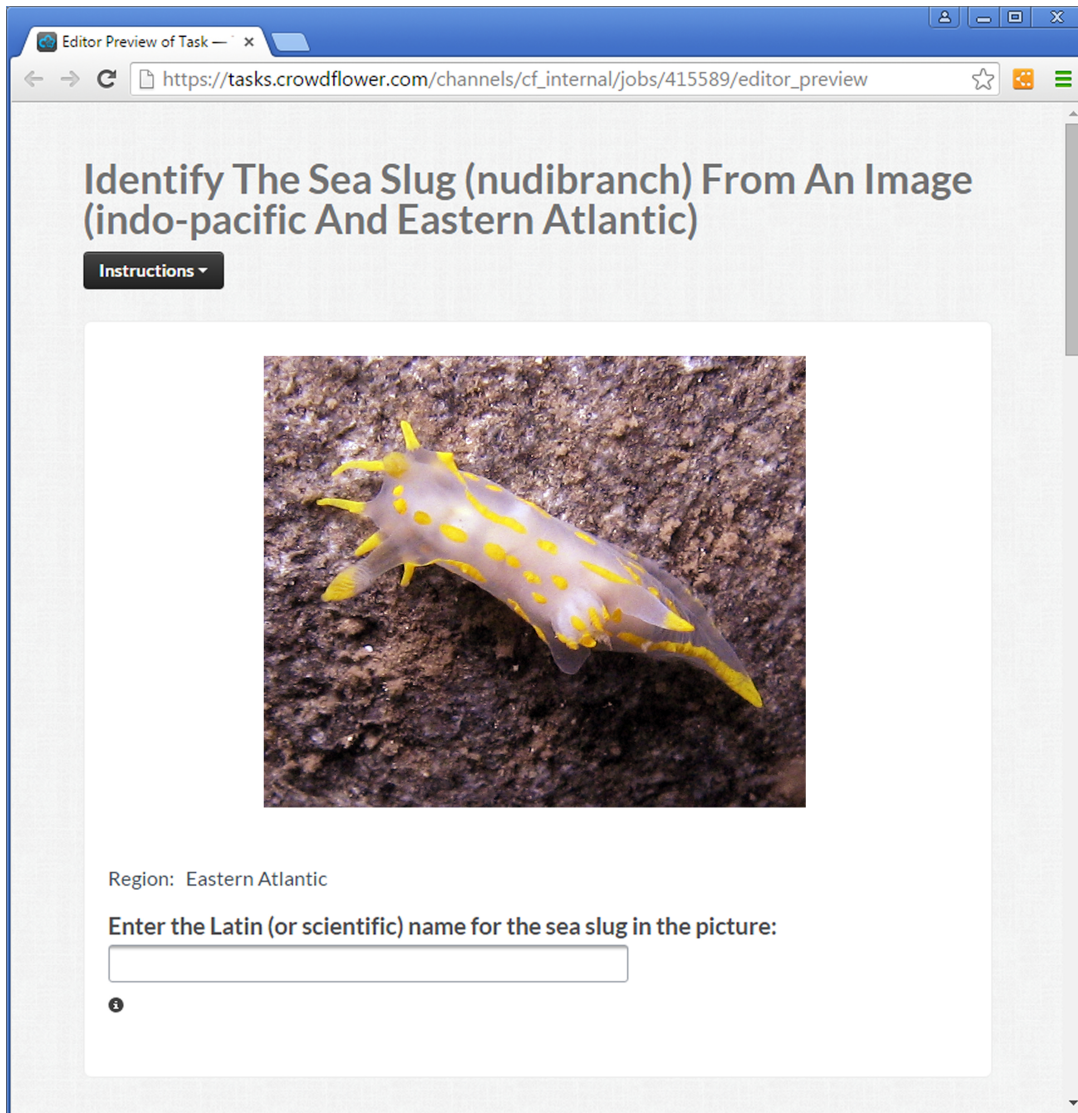 Editor Preview of Task —
https://tasks.crowdflower.com/channels/cf_internal/jobs/415589/editor_preview
Identify The Sea Slug (nudibranch) From An Image
(indo-pacific And Eastern Atlantic)
Instructions
Region: Eastern Atlantic
Enter the Latin (or scientific) name for the sea slug in the picture: